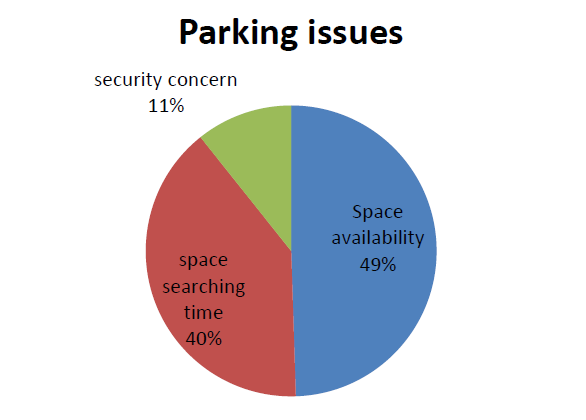 Parking issues
security concern
11%
Space
availability
49%
space
searching
time
40%